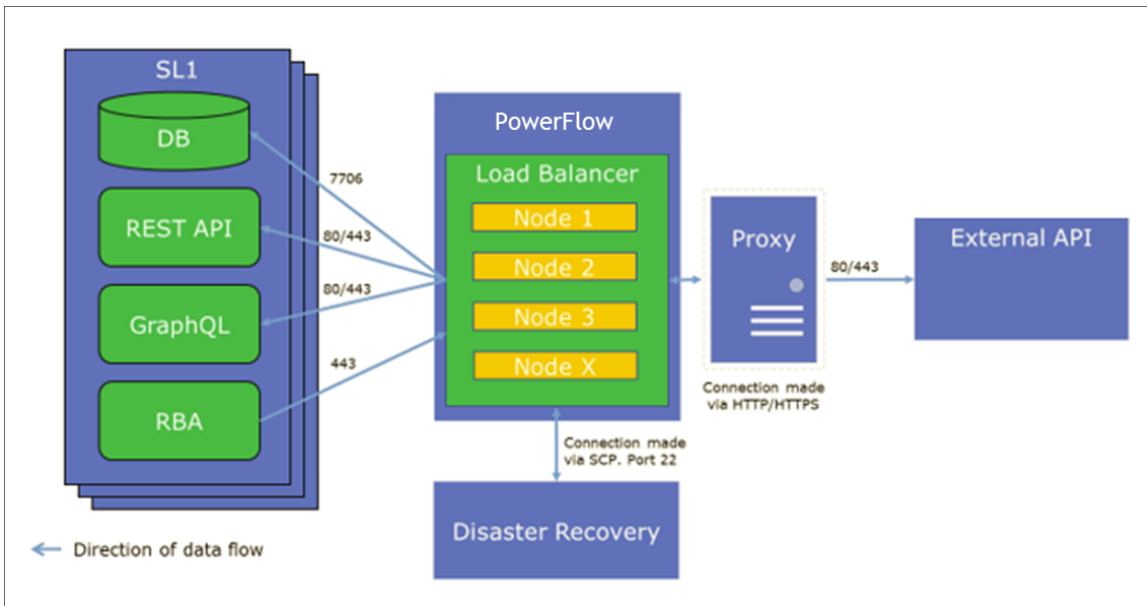 SL1
DB
REST API
GraphQL
RBA
7706
80/443
80/443
443
PowerFlow
Load Balancer
Node 1
Node 2
Node 3
Node X
Proxy
80/443
External API
Connection made
via HTTP/HTTPS
Connection made
via SCP. Port 22
Disaster Recovery
Direction of data flow